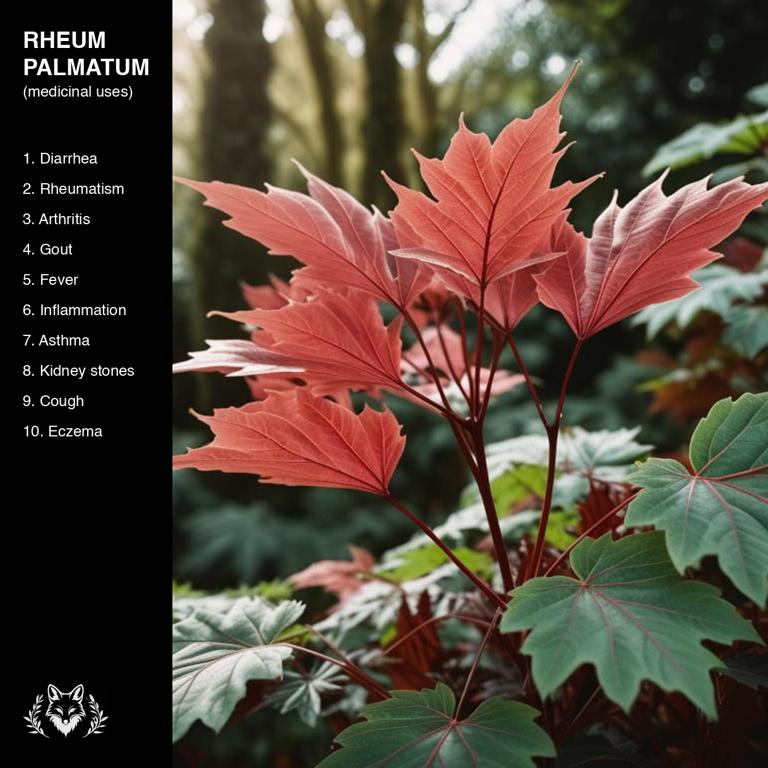 RHEUM
PALMATUM
(medicinal uses)
1. Diarrhea
2. Rheumatism
3. Arthritis
4. Gout
5. Fever
6. Inflammation
7. Asthma
8. Kidney stones
9. Cough
10. Eczema